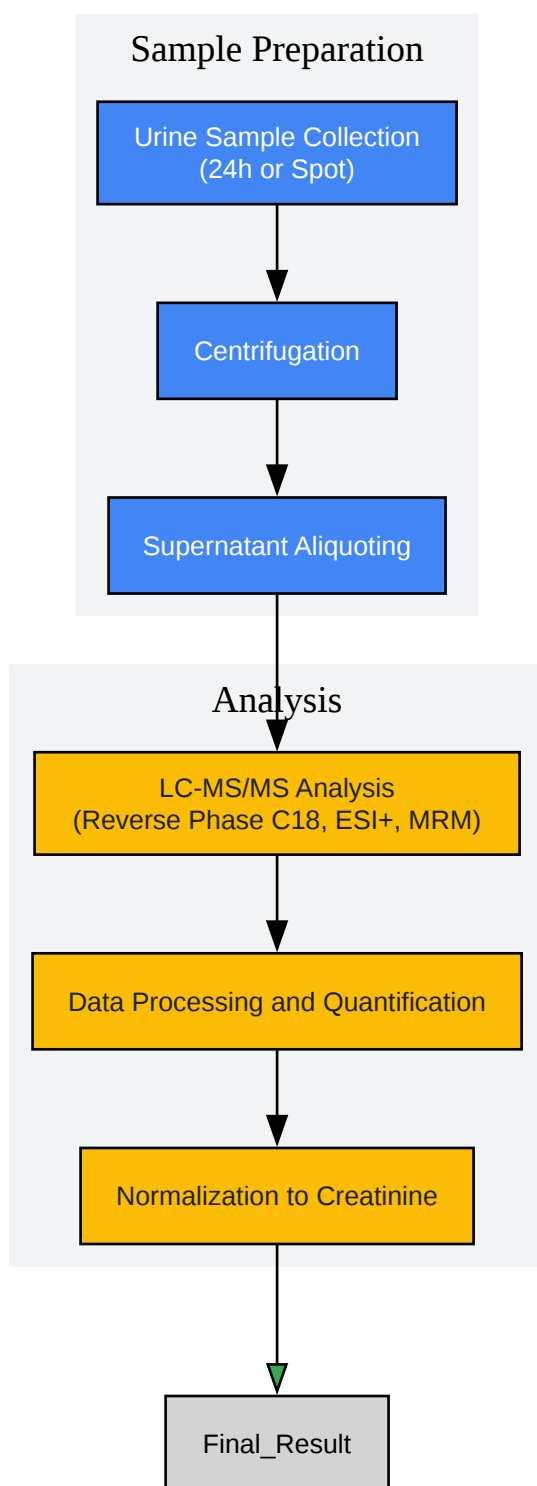 Sample Preparation
Urine Sample Collection
(24h or Spot)
Centrifugation
Supernatant Aliquoting
Analysis
LC-MS/MS Analysis
(Reverse Phase C18, ESI+, MRM)
Data Processing and Quantification
Normalization to Creatinine
Final_Result